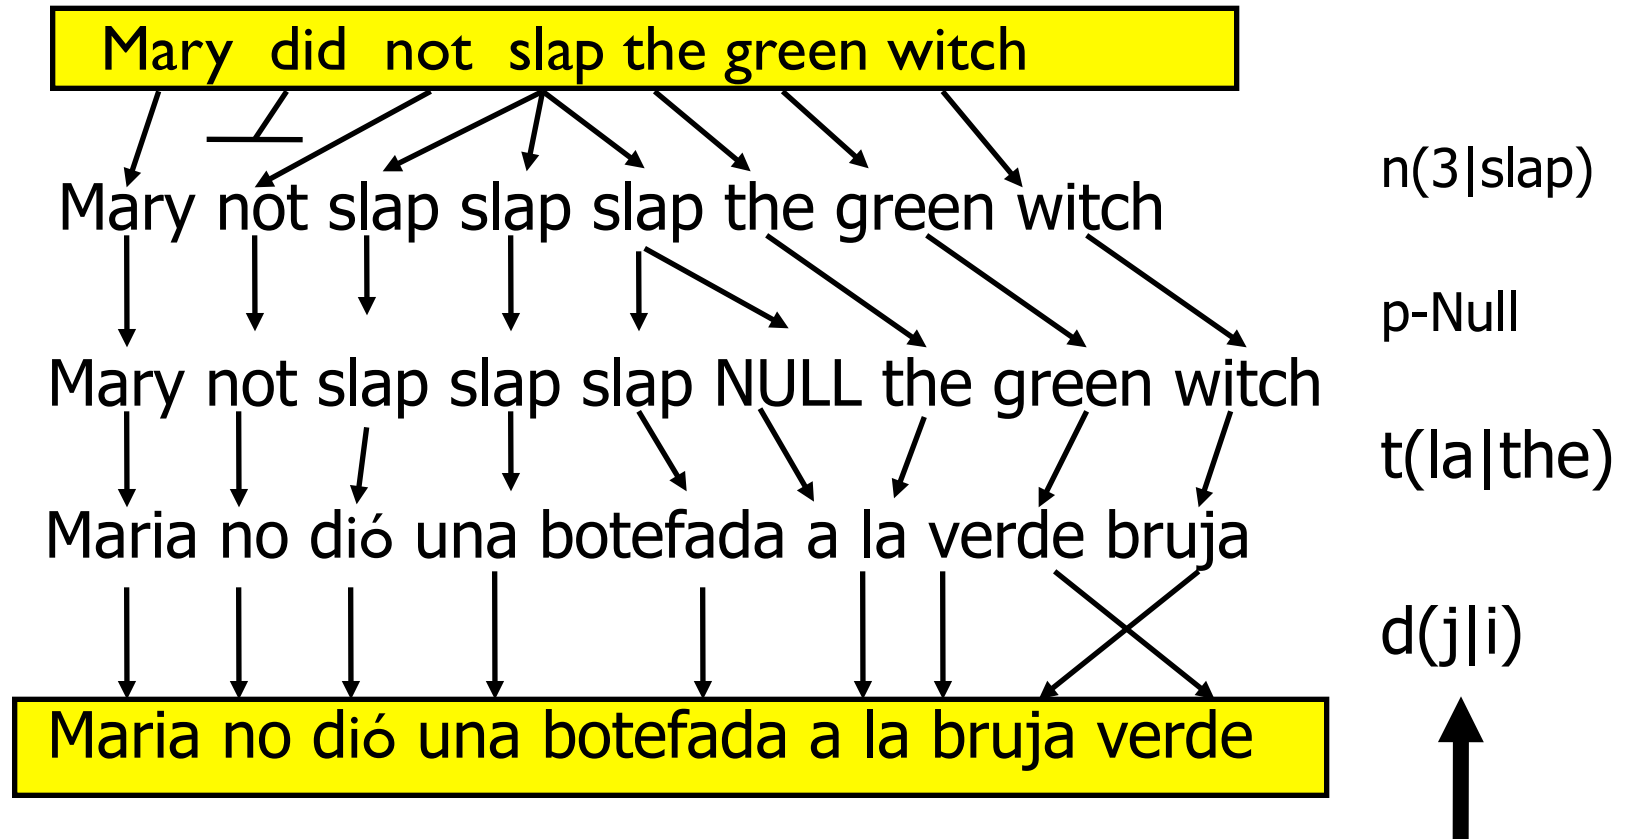 Mary did not slap the green witch
n(3|slap)
Mary not slap slap slap the green witch
p-Null
Mary not slap slap slap NULL the green witch
t(la|the)
Maria no dió una botefada a la verde bruja
d(j|i)
Maria no dió una botefada a la bruja verde